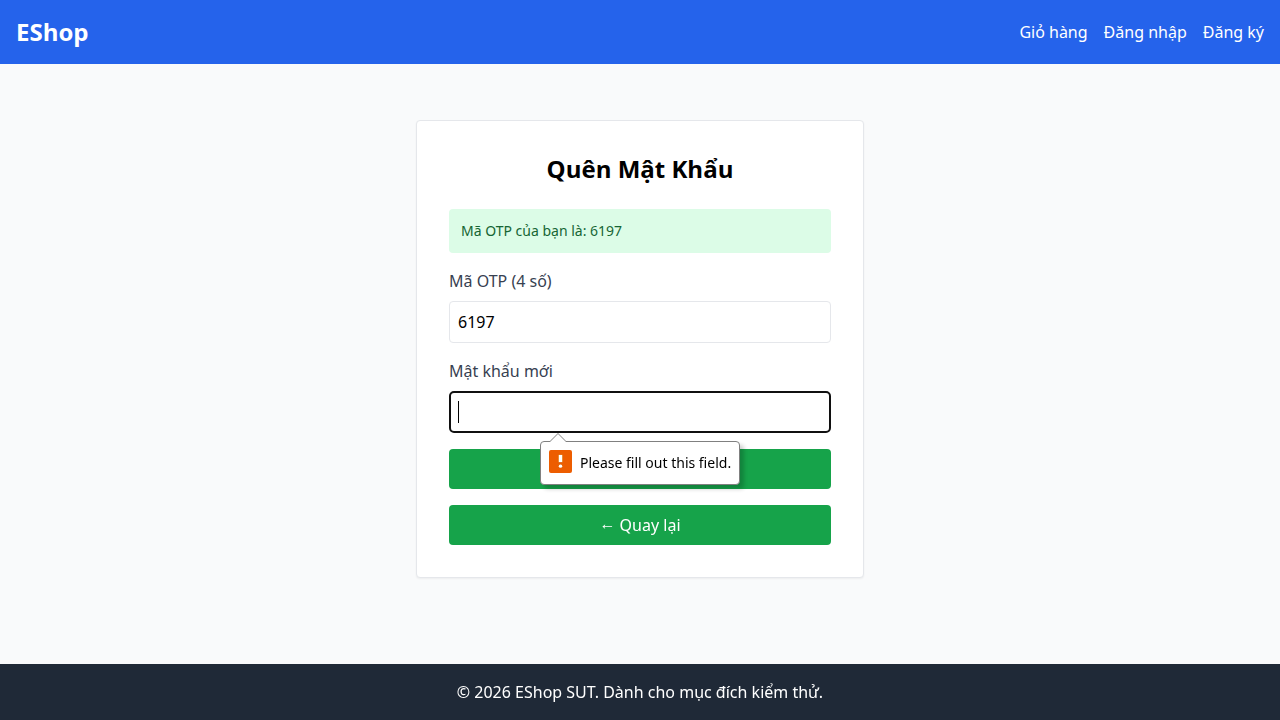 EShop
Giỏ hàng
Đăng nhập
Đăng ký
Quên Mật Khẩu
Mã OTP của bạn là: 6197
Mã OTP (4 số)
6197
Mật khẩu mới
Please fill out this field.
← Quay lại
© 2026 EShop SUT. Dành cho mục đích kiểm thử.